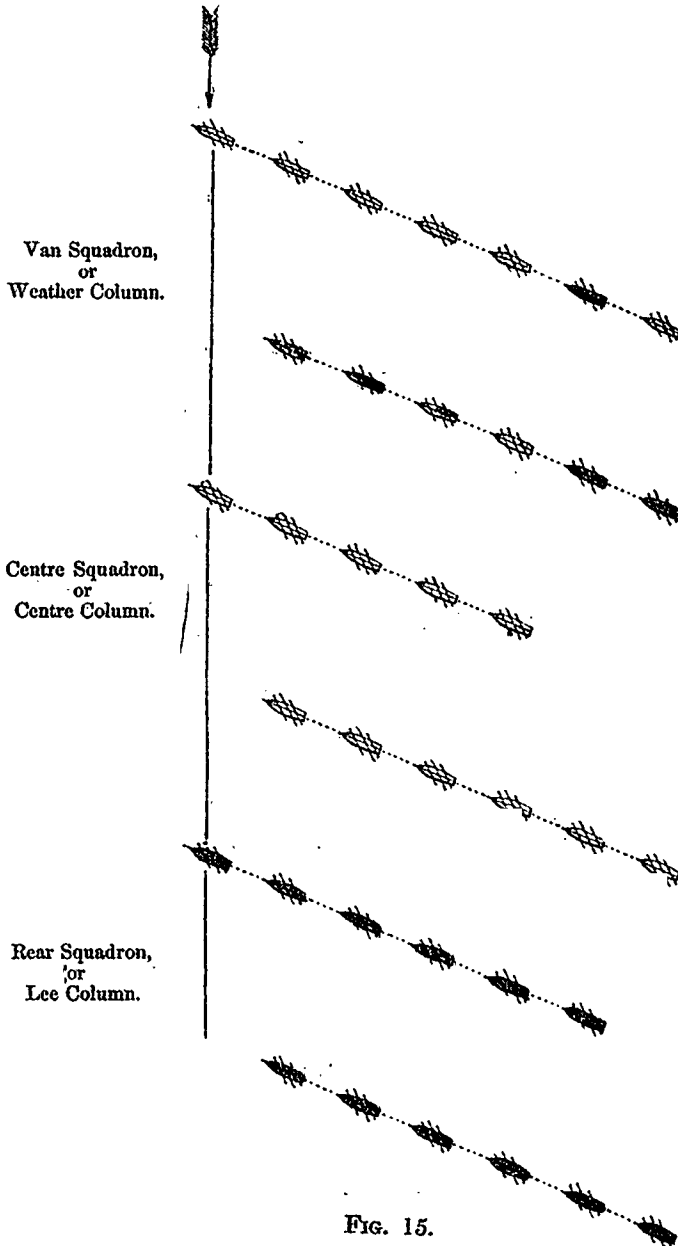 Van Squadron,
or
Weather Column.
Centre Squadron,
or
Centre Column.
Rear Squadron,
or
Lee Column.
Fig. 15.